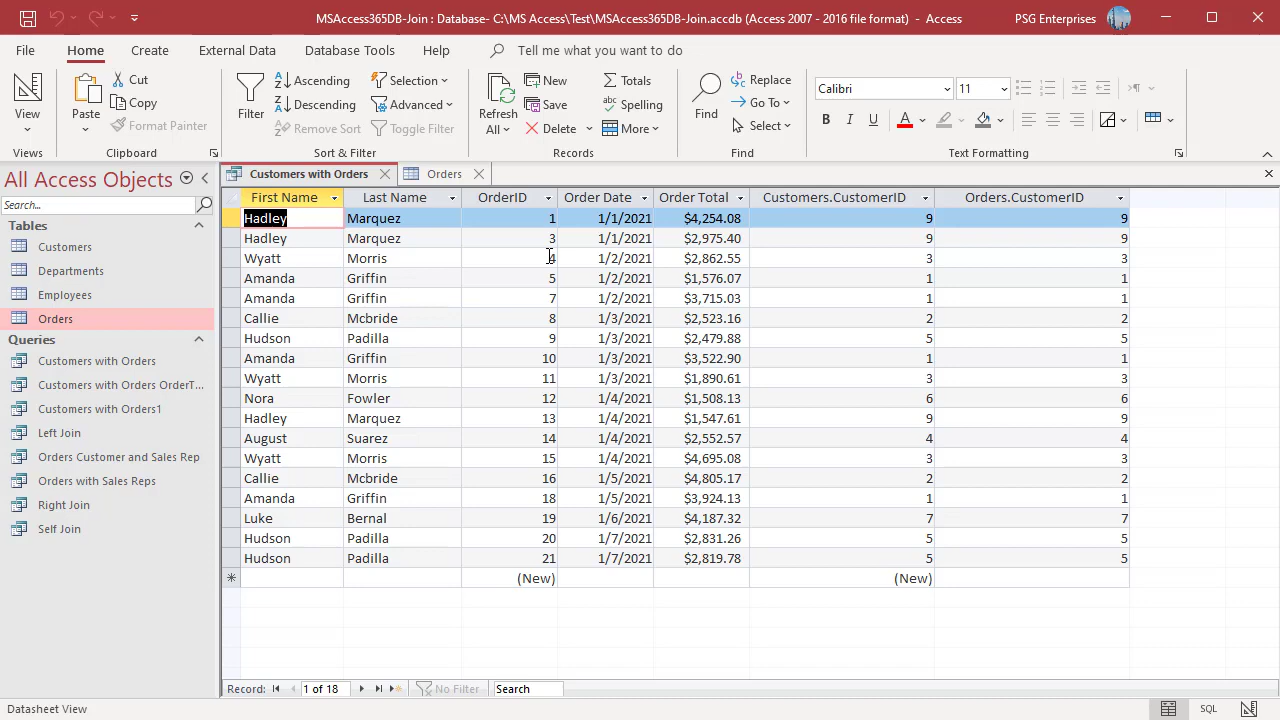 MSAccess365DB-Join : Database- C:\MS Access\Test\MSAccess365DB-Join.accdb (Access 2007 - 2016 file format) - Access
PSG Enterprises
File Home Create External Data Database Tools Help Tell me what you want to do
View
Views
Paste
Cut
Copy
Format Painter
Clipboard
Filter
Ascending
Descending
Remove Sort
Selection
Advanced
Toggle Filter
Sort & Filter
Refresh
All
New
Save
Delete
Totals
Spelling
More
Records
Find
Replace
Go To
Select
Find
Calibri 11
B I U A
Text Formatting
All Access Objects
Search...
Tables
Customers
Departments
Employees
Orders
Queries
Customers with Orders
Customers with Orders OrderT...
Customers with Orders1
Left Join
Orders Customer and Sales Rep
Orders with Sales Reps
Right Join
Self Join
Customers with Orders Orders
First Name Last Name OrderID Order Date Order Total Customers.CustomerID Orders.CustomerID
Hadley Marquez 1 1/1/2021 $4,254.08 9 9
Hadley Marquez 3 1/1/2021 $2,975.40 9 9
Wyatt Morris 4 1/2/2021 $2,862.55 3 3
Amanda Griffin 5 1/2/2021 $1,576.07 1 1
Amanda Griffin 7 1/2/2021 $3,715.03 1 1
Callie Mcbride 8 1/3/2021 $2,523.16 2 2
Hudson Padilla 9 1/3/2021 $2,479.88 5 5
Amanda Griffin 10 1/3/2021 $3,522.90 1 1
Wyatt Morris 11 1/3/2021 $1,890.61 3 3
Nora Fowler 12 1/4/2021 $1,508.13 6 6
Hadley Marquez 13 1/4/2021 $1,547.61 9 9
August Suarez 14 1/4/2021 $2,552.57 4 4
Wyatt Morris 15 1/4/2021 $4,695.08 3 3
Callie Mcbride 16 1/5/2021 $4,805.17 2 2
Amanda Griffin 18 1/5/2021 $3,924.13 1 1
Luke Bernal 19 1/6/2021 $4,187.32 7 7
Hudson Padilla 20 1/7/2021 $2,831.26 5 5
Hudson Padilla 21 1/7/2021 $2,819.78 5 5
(New) (New)
Record: 1 of 18 No Filter Search
Datasheet View
SQL